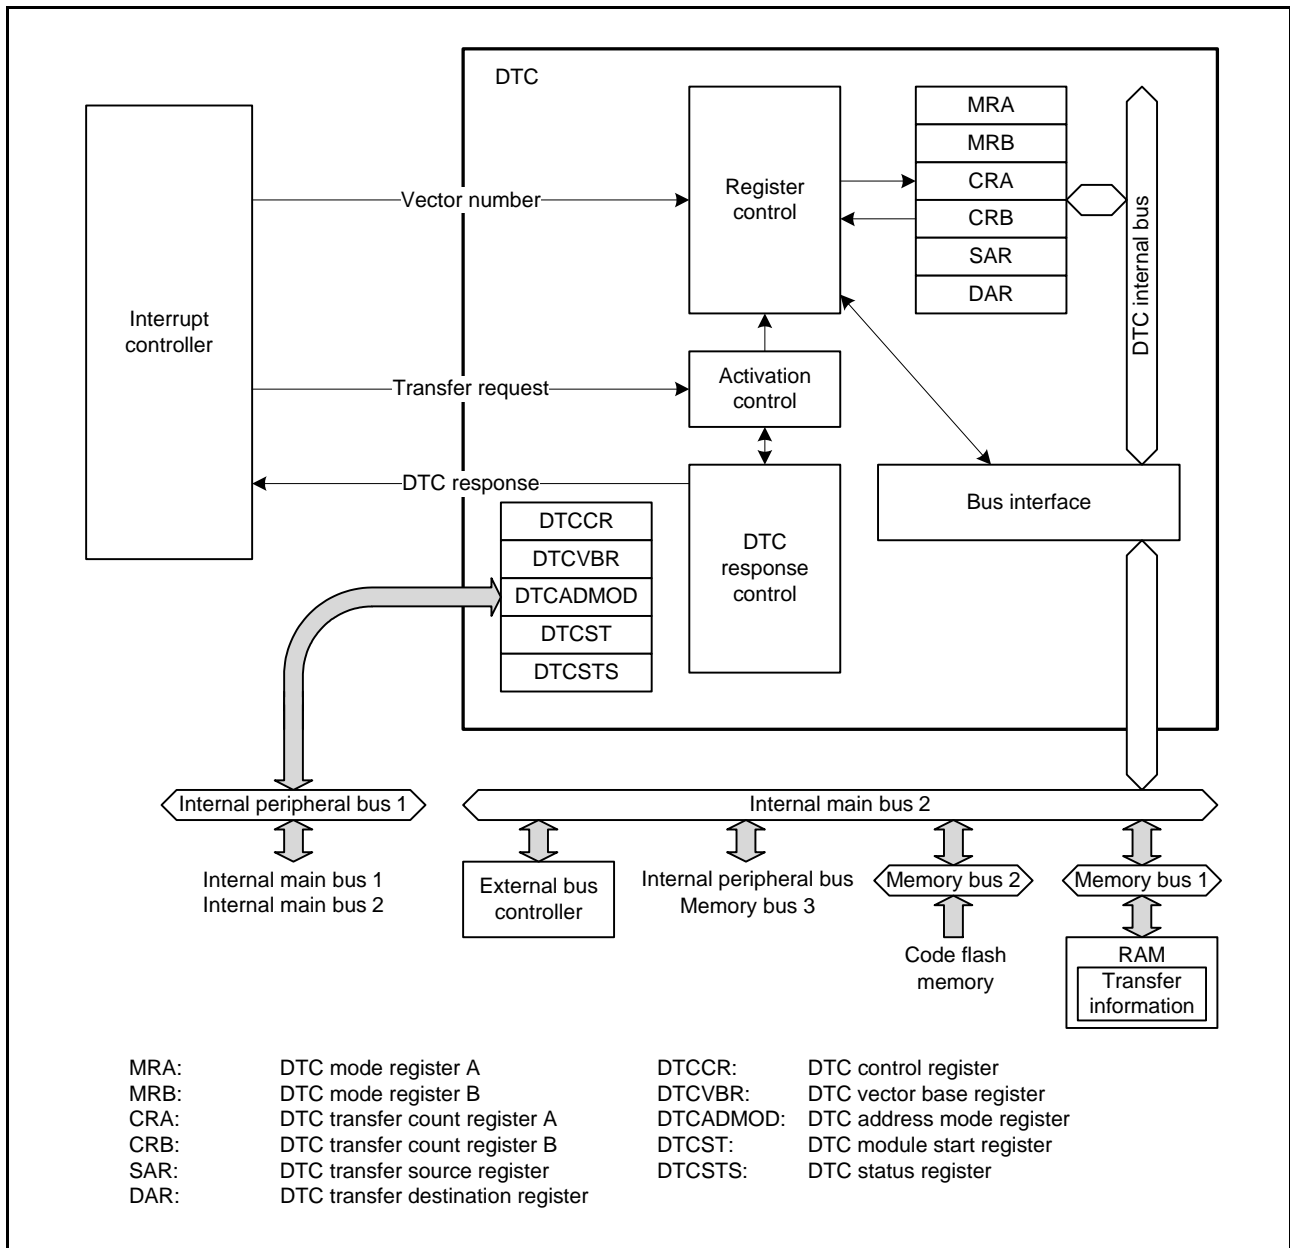 DTC
MRA
MRB
CRA
CRB
SAR
DAR
Register
control
DTC internal bus
Vector number
Interrupt
controller
Activation
control
Transfer request
DTC response
Bus interface
DTCCR
DTCVBR
DTCADMOD
DTCST
DTCSTS
DTC
response
control
Internal peripheral bus 1
Internal main bus 2
Internal main bus 1
Internal main bus 2
External bus
controller
Internal peripheral bus
Memory bus 3
Memory bus 2
Memory bus 1
Code flash
memory
RAM
Transfer
information
MRA: DTC mode register A
MRB: DTC mode register B
CRA: DTC transfer count register A
CRB: DTC transfer count register B
SAR: DTC transfer source register
DAR: DTC transfer destination register
DTCCR: DTC control register
DTCVBR: DTC vector base register
DTCADMOD: DTC address mode register
DTCST: DTC module start register
DTCSTS: DTC status register